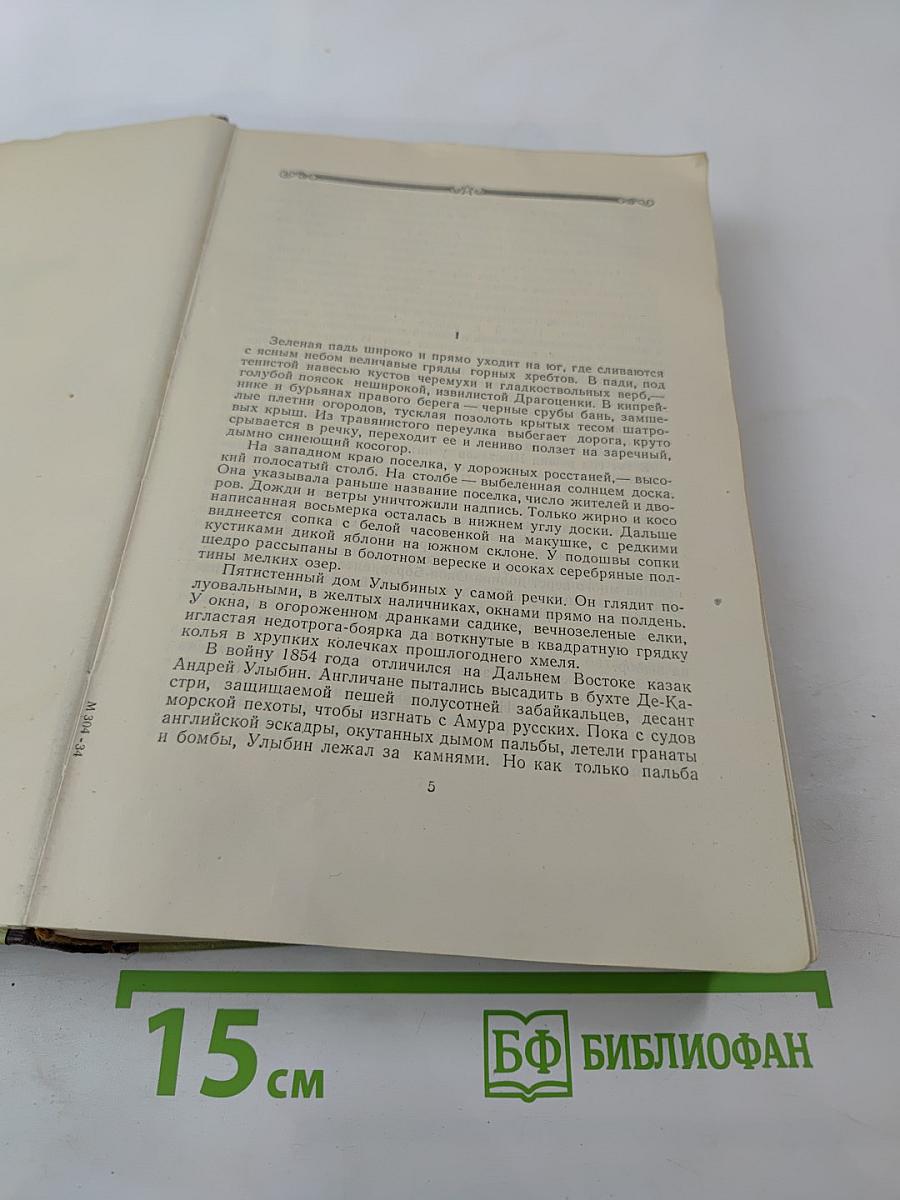 I
Зеленая падь широко и прямо уходит на юг, где сливаются
с ясным небом величавые гряды горных хребтов. В пади, под
тенистой навесью кустов черемухи и гладкоствольных верб,—
голубой поясок неширокой, извилистой Драгоценки. В кипрей-
нике и бурьянах правого берега — черные срубы бань, замше-
лые плетни огородов, тусклая позолоть крытых тесом шатро-
вых крыш. Из травянистого переулка выбегает дорога, круто
срывается в речку, переходит ее и лениво ползет на заречный,
дымно синеющий косогор.
На западном краю поселка, у дорожных росстаней,— высо-
кий полосатый столб. На столбе — выбеленная солнцем доска.
Она указывала раньше название поселка, число жителей и дво-
ров. Дожди и ветры уничтожили надпись. Только жирно и косо
написанная восьмерка осталась в нижнем углу доски. Дальше
виднеется сопка с белой часовенкой на макушке, с редкими
кустиками дикой яблони на южном склоне. У подошвы сопки
щедро рассыпаны в болотном вереске и осоках серебряные пол-
тины мелких озер.
Пятистенный дом Улыбиных у самой речки. Он глядит по-
луовальными, в желтых наличниках, окнами прямо на полдень.
У окна, в огороженном дранками садике, вечнозеленые елки,
игластая недотрога-боярка да воткнутые в квадратную грядку
колья в хрупких колечках прошлогоднего хмеля.
В войну 1854 года отличился на Дальнем Востоке казак
Андрей Улыбин. Англичане пытались высадить в бухте Де-Ка-
стри, защищаемой пешей полусотней забайкальцев, десант
морской пехоты, чтобы изгнать с Амура русских. Пока с судов
английской эскадры, окутанных дымом пальбы, летели гранаты
и бомбы, Улыбин лежал за камнями. Но как только пальба
5
М 304-34
15 см
БФ БИБЛИОФАН